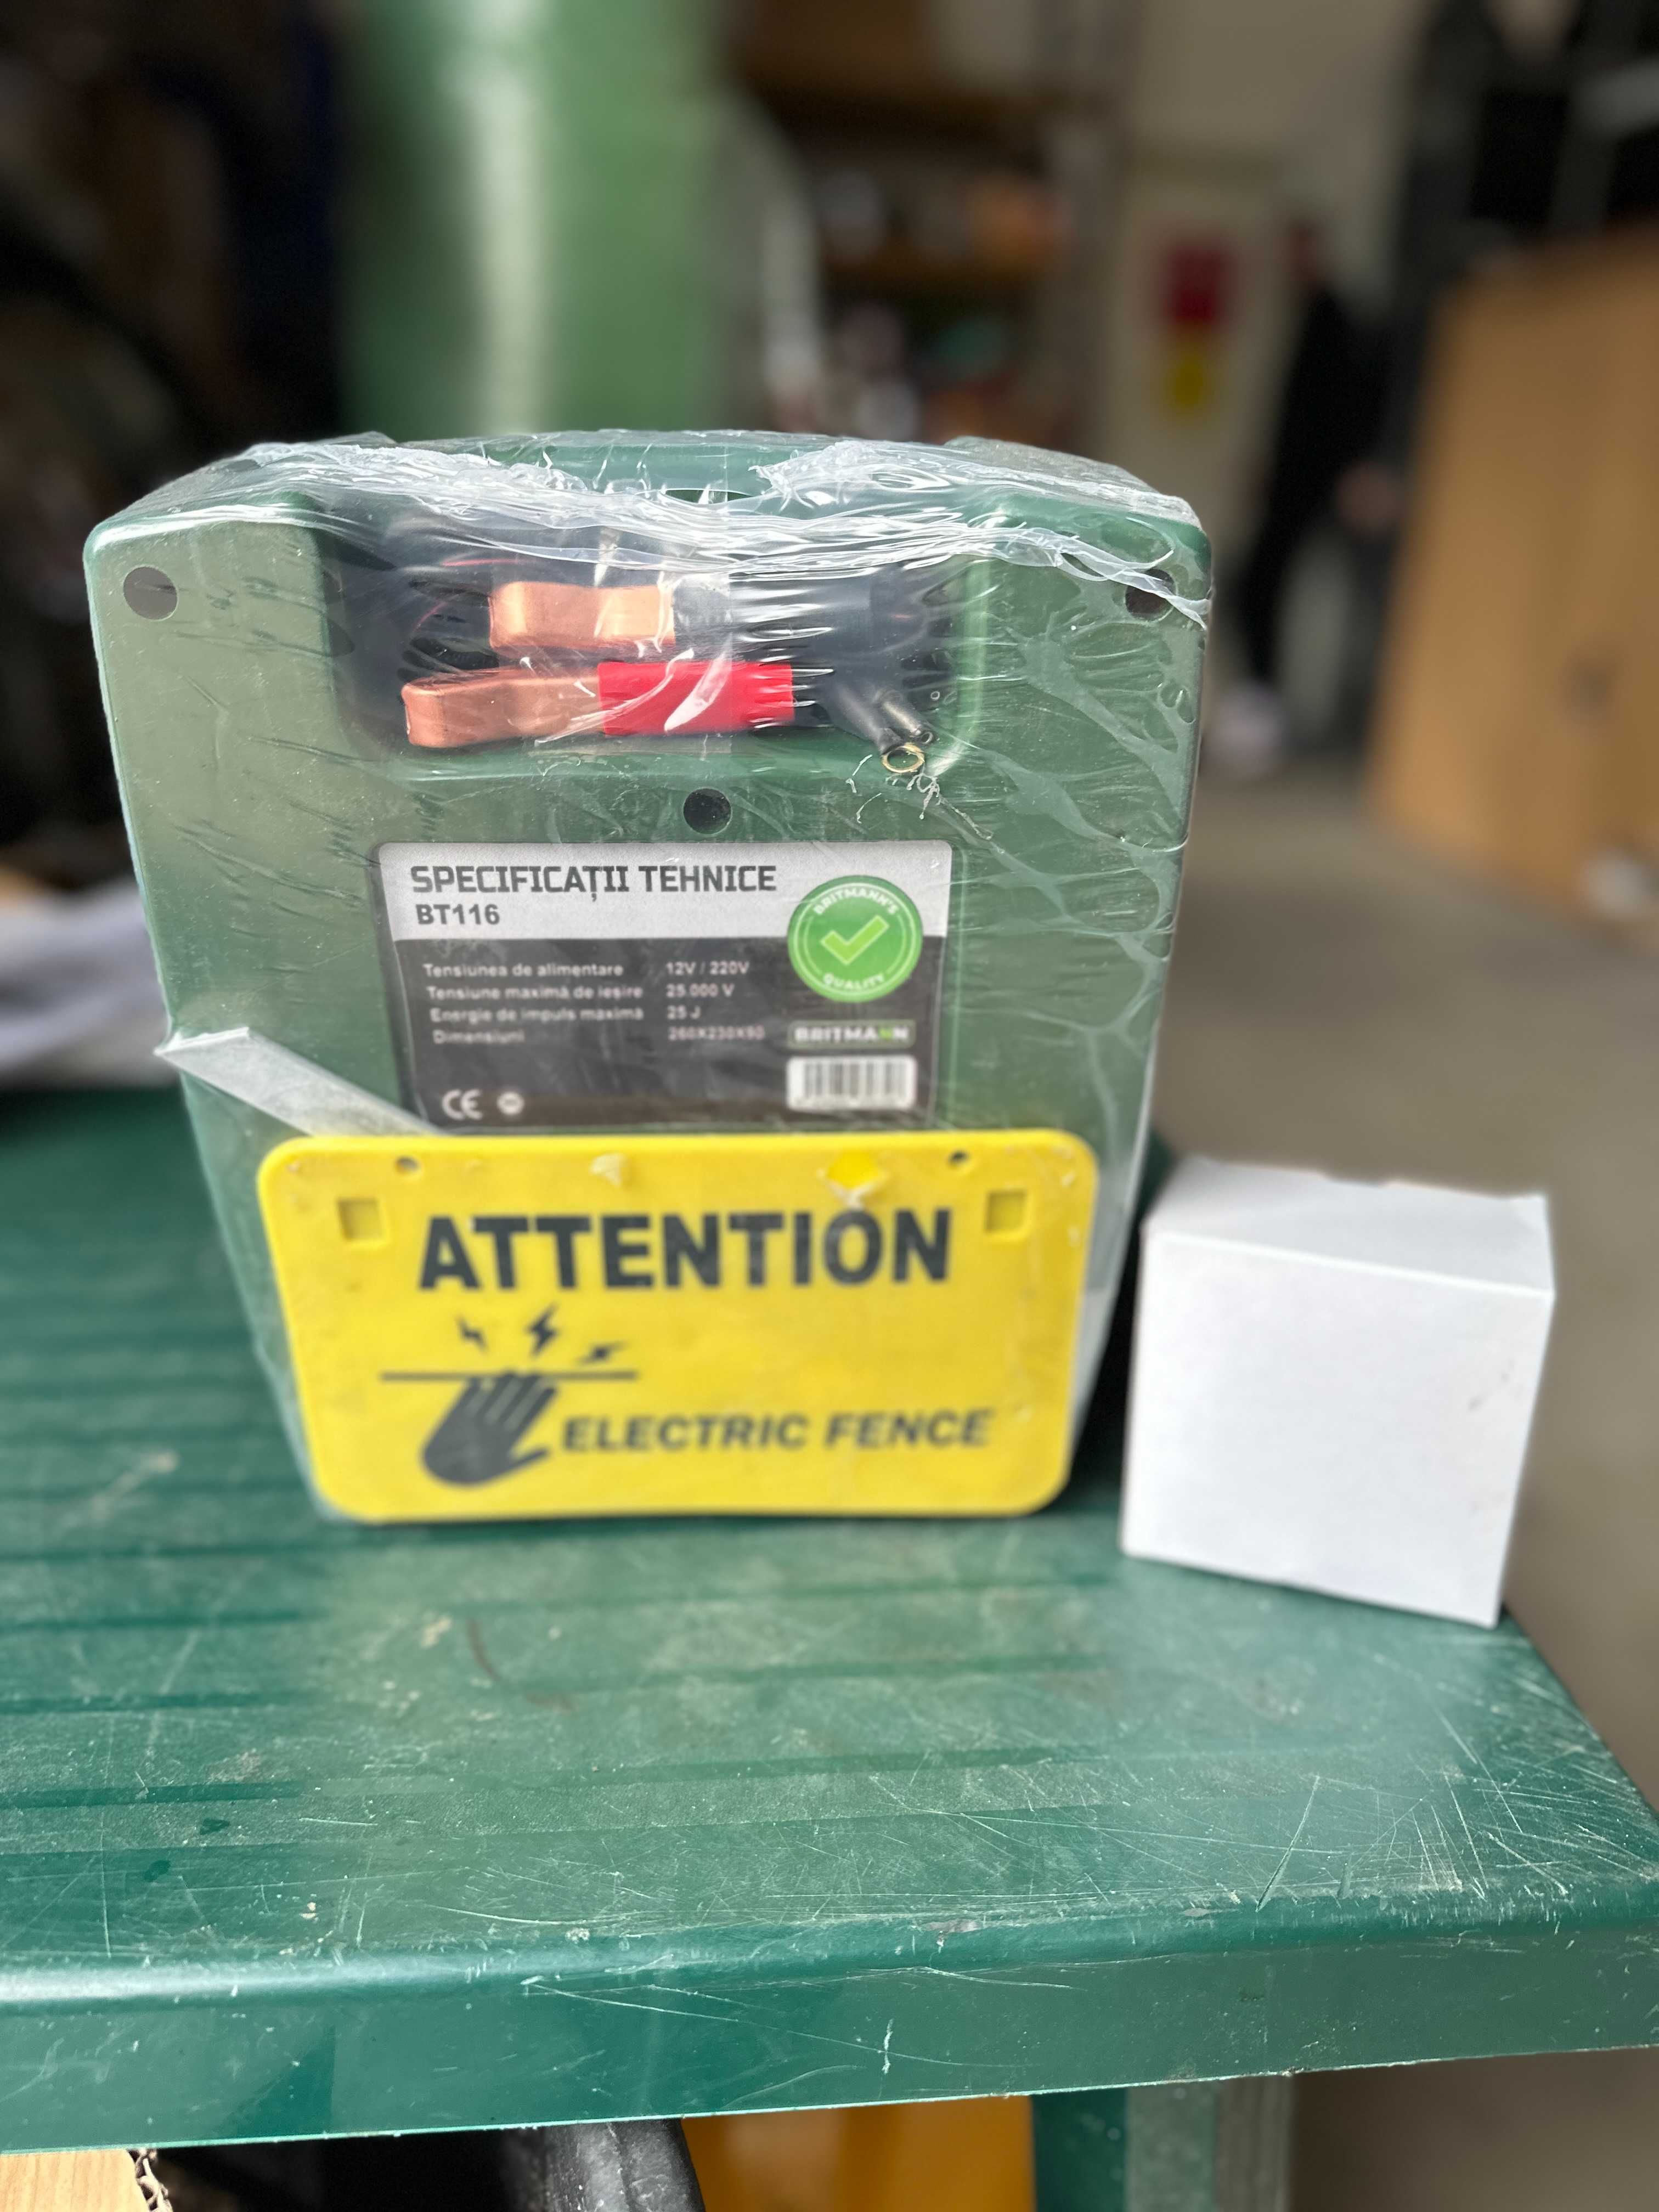 SPECIFICAȚII TEHNICE
BT116
BRITMANN'S
QUALITY
Tensiunea de alimentare 12V / 220V
Tensiune maximă de ieșire 25.000 V
Energie de impuls maximă 25 J
Dimensiuni 260X230X90
BRITMANN
CE
ATTENTION
ELECTRIC FENCE